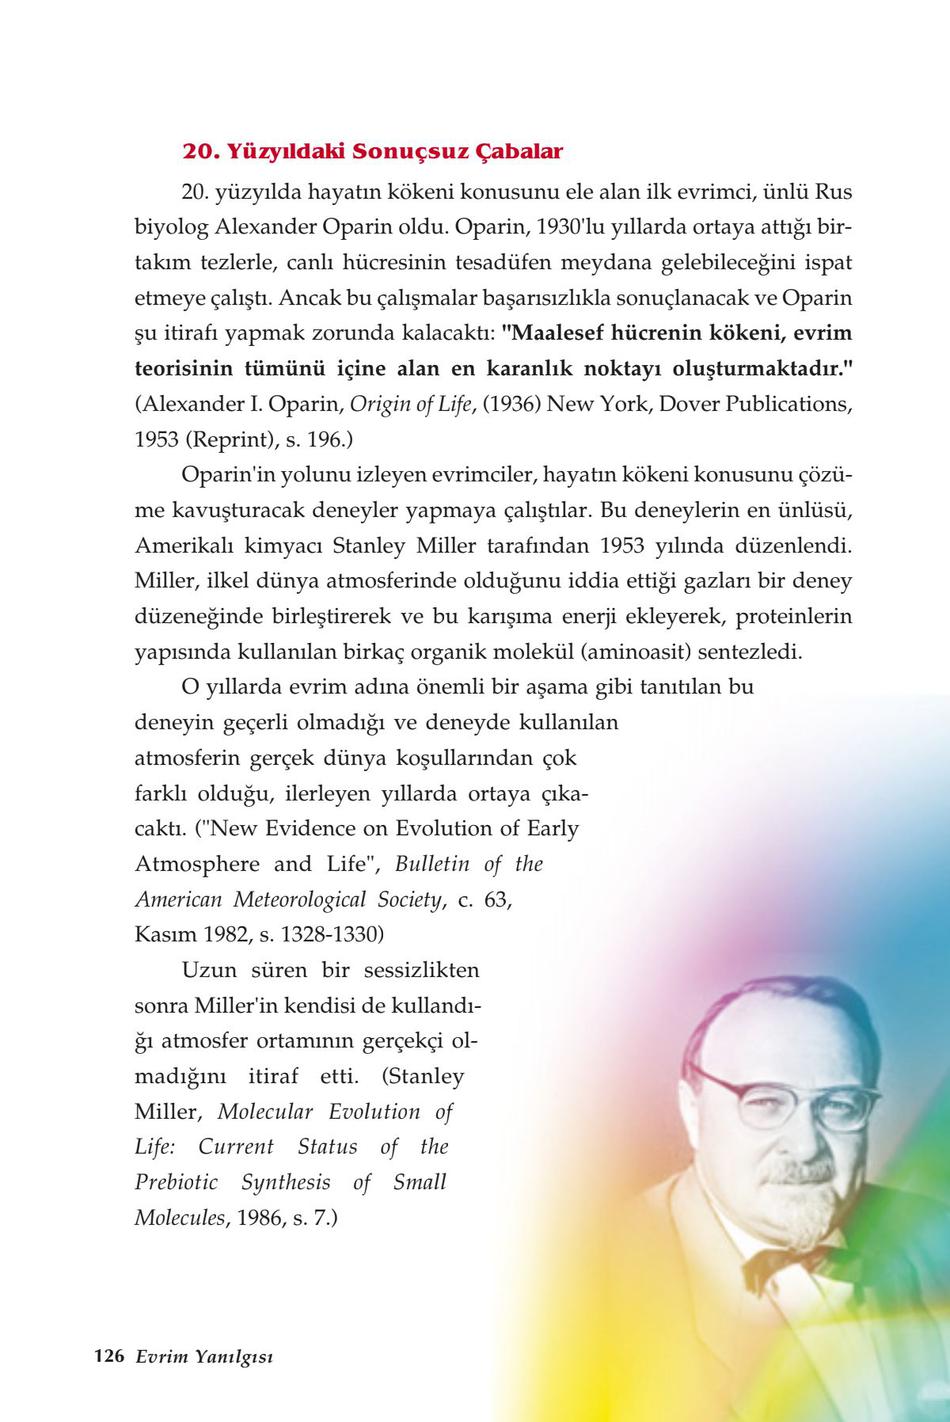 20. Yüzyıldaki Sonuçsuz Çabalar
20. yüzyılda hayatın kökeni konusunu ele alan ilk evrimci, ünlü Rus
biyolog Alexander Oparin oldu. Oparin, 1930'lu yıllarda ortaya attığı bir-
takım tezlerle, canlı hücresinin tesadüfen meydana gelebileceğini ispat
etmeye çalıştı. Ancak bu çalışmalar başarısızlıkla sonuçlanacak ve Oparin
şu itirafı yapmak zorunda kalacaktı: "Maalesef hücrenin kökeni, evrim
teorisinin tümünü içine alan en karanlık noktayı oluşturmaktadır."
(Alexander I. Oparin, Origin of Life, (1936) New York, Dover Publications,
1953 (Reprint), s. 196.)
Oparin'in yolunu izleyen evrimciler, hayatın kökeni konusunu çözü-
me kavuşturacak deneyler yapmaya çalıştılar. Bu deneylerin en ünlüsü,
Amerikalı kimyacı Stanley Miller tarafından 1953 yılında düzenlendi.
Miller, ilkel dünya atmosferinde olduğunu iddia ettiği gazları bir deney
düzeneğinde birleştirerek ve bu karışıma enerji ekleyerek, proteinlerin
yapısında kullanılan birkaç organik molekül (aminoasit) sentezledi.
O yıllarda evrim adına önemli bir aşama gibi tanıtılan bu
deneyin geçerli olmadığı ve deneyde kullanılan
atmosferin gerçek dünya koşullarından çok
farklı olduğu, ilerleyen yıllarda ortaya çıka-
caktı. ("New Evidence on Evolution of Early
Atmosphere and Life", Bulletin of the
American Meteorological Society, c. 63,
Kasım 1982, s. 1328-1330)
Uzun süren bir sessizlikten
sonra Miller'in kendisi de kullandı-
ğı atmosfer ortamının gerçekçi ol-
madığını itiraf etti. (Stanley
Miller, Molecular Evolution of
Life: Current Status of the
Prebiotic Synthesis of Small
Molecules, 1986, s. 7.)
126 Evrim Yanılgısı